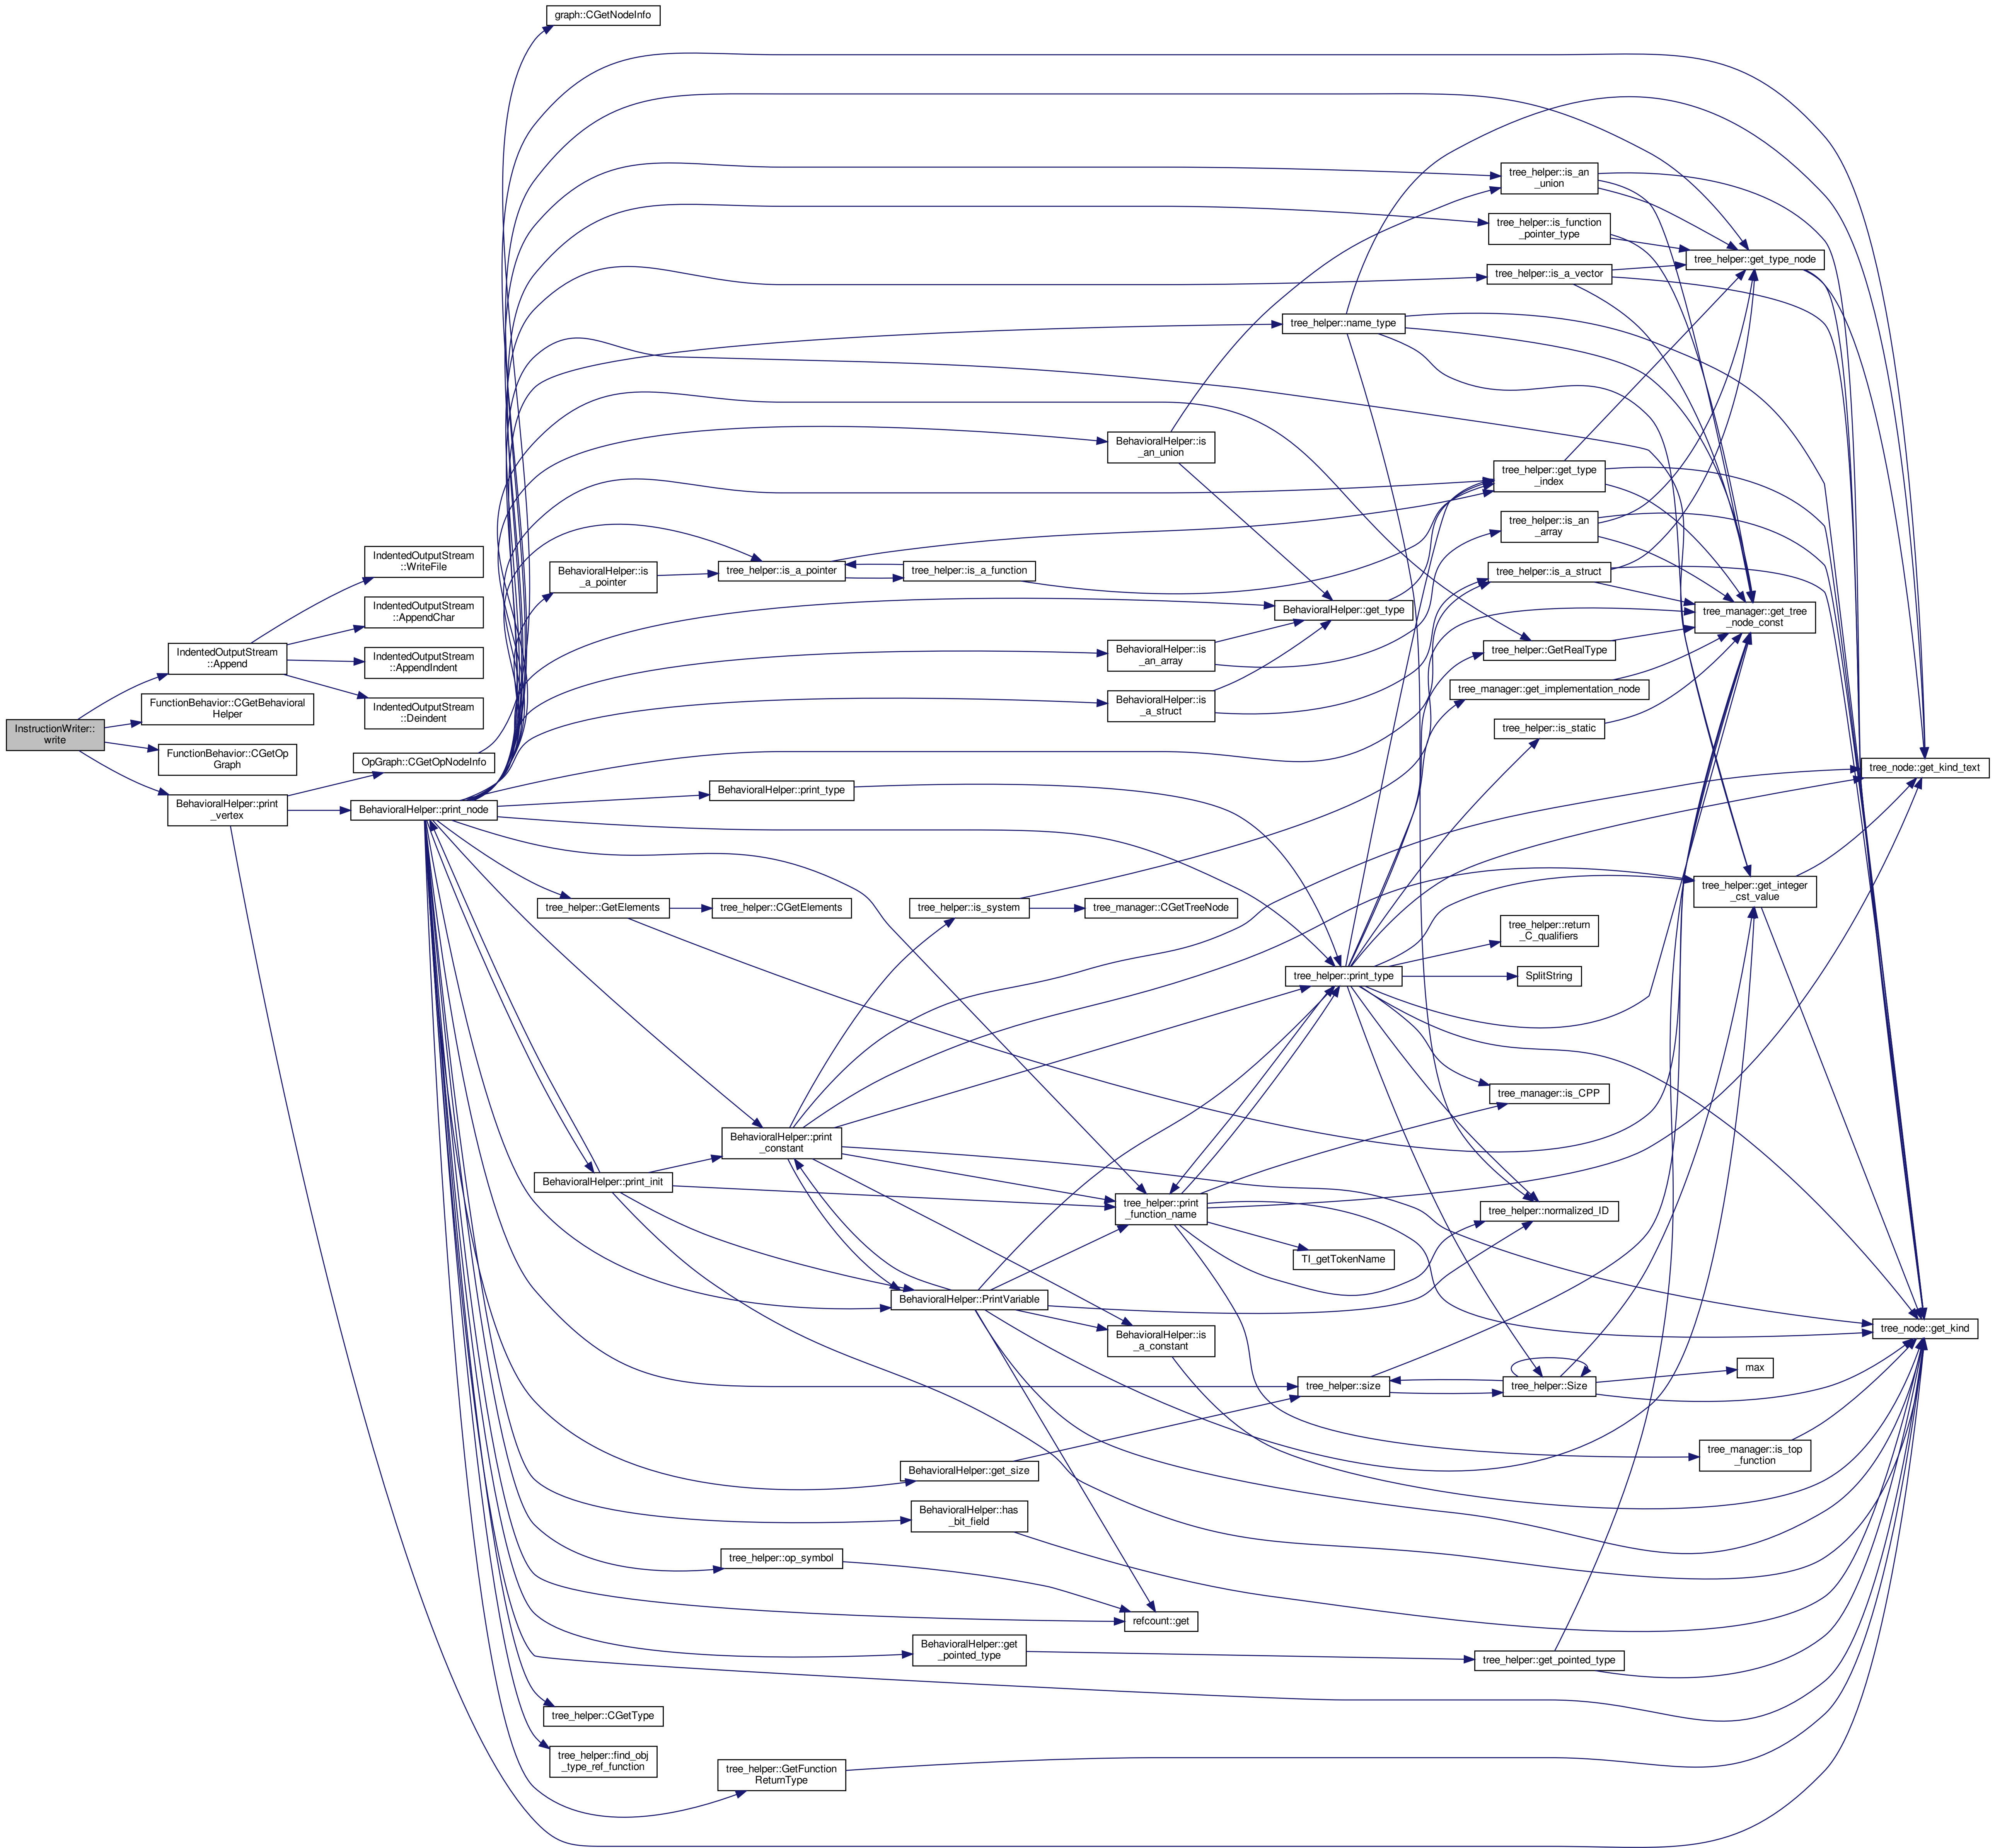 graph::CGetNodeInfo
tree_helper::is_an
_union
tree_helper::is_function
_pointer_type
tree_helper::get_type_node
tree_helper::is_a_vector
tree_helper::name_type
BehavioralHelper::is
_an_union
tree_helper::get_type
_index
tree_helper::is_an
_array
IndentedOutputStream
::WriteFile
BehavioralHelper::is
_a_pointer
tree_helper::is_a_pointer
tree_helper::is_a_function
tree_helper::is_a_struct
IndentedOutputStream
::AppendChar
BehavioralHelper::get_type
tree_manager::get_tree
_node_const
IndentedOutputStream
::Append
IndentedOutputStream
::AppendIndent
BehavioralHelper::is
_an_array
tree_helper::GetRealType
tree_manager::get_implementation_node
FunctionBehavior::CGetBehavioral
Helper
IndentedOutputStream
::Deindent
BehavioralHelper::is
_a_struct
InstructionWriter::
write
tree_helper::is_static
FunctionBehavior::CGetOp
Graph
OpGraph::CGetOpNodeInfo
tree_node::get_kind_text
BehavioralHelper::print_type
BehavioralHelper::print
_vertex
BehavioralHelper::print_node
tree_helper::get_integer
_cst_value
tree_helper::GetElements
tree_helper::CGetElements
tree_helper::is_system
tree_manager::CGetTreeNode
tree_helper::return
_C_qualifiers
tree_helper::print_type
SplitString
tree_manager::is_CPP
BehavioralHelper::print
_constant
BehavioralHelper::print_init
tree_helper::print
_function_name
tree_helper::normalized_ID
TI_getTokenName
BehavioralHelper::PrintVariable
tree_node::get_kind
BehavioralHelper::is
_a_constant
max
tree_helper::size
tree_helper::Size
tree_manager::is_top
_function
BehavioralHelper::get_size
BehavioralHelper::has
_bit_field
tree_helper::op_symbol
refcount::get
BehavioralHelper::get
_pointed_type
tree_helper::get_pointed_type
tree_helper::CGetType
tree_helper::find_obj
_type_ref_function
tree_helper::GetFunction
ReturnType